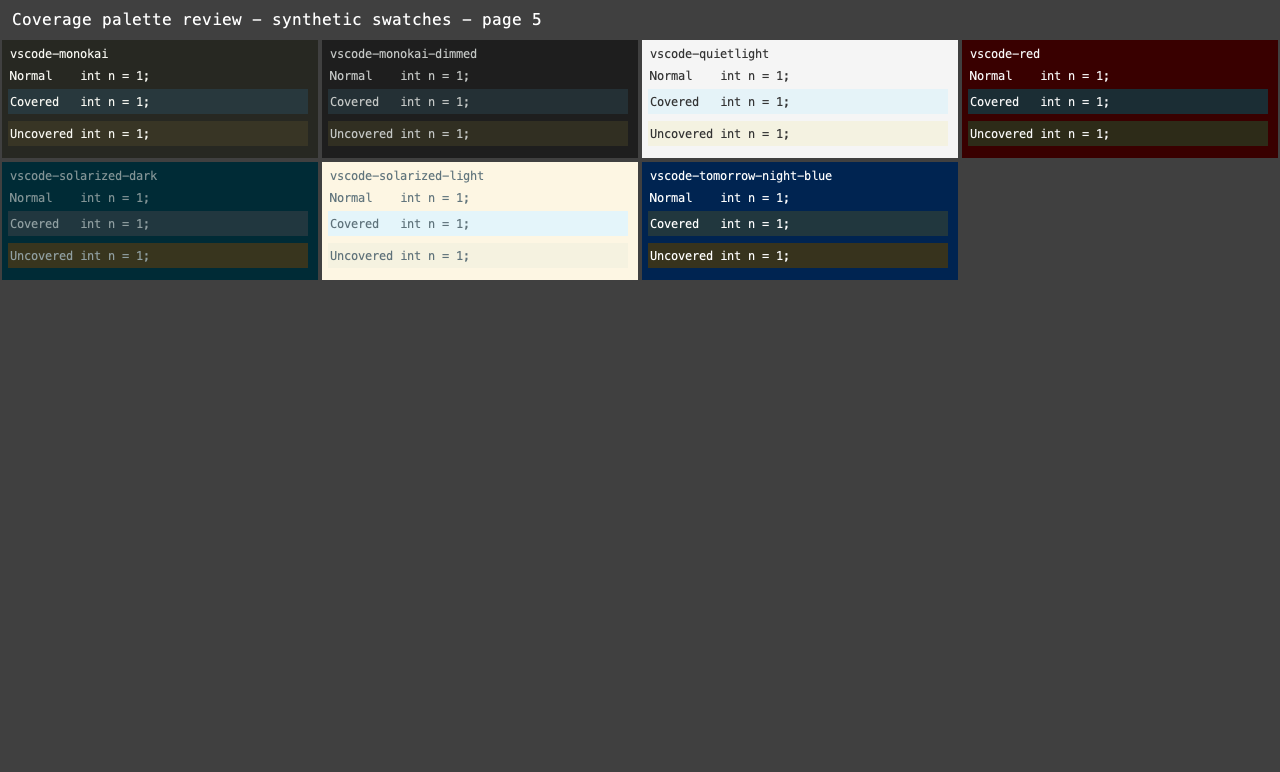 Coverage palette review – synthetic swatches – page 5
vscode-monokai
Normal    int n = 1;
Covered   int n = 1;
Uncovered int n = 1;
vscode-monokai-dimmed
Normal    int n = 1;
Covered   int n = 1;
Uncovered int n = 1;
vscode-quietlight
Normal    int n = 1;
Covered   int n = 1;
Uncovered int n = 1;
vscode-red
Normal    int n = 1;
Covered   int n = 1;
Uncovered int n = 1;
vscode-solarized-dark
Normal    int n = 1;
Covered   int n = 1;
Uncovered int n = 1;
vscode-solarized-light
Normal    int n = 1;
Covered   int n = 1;
Uncovered int n = 1;
vscode-tomorrow-night-blue
Normal    int n = 1;
Covered   int n = 1;
Uncovered int n = 1;